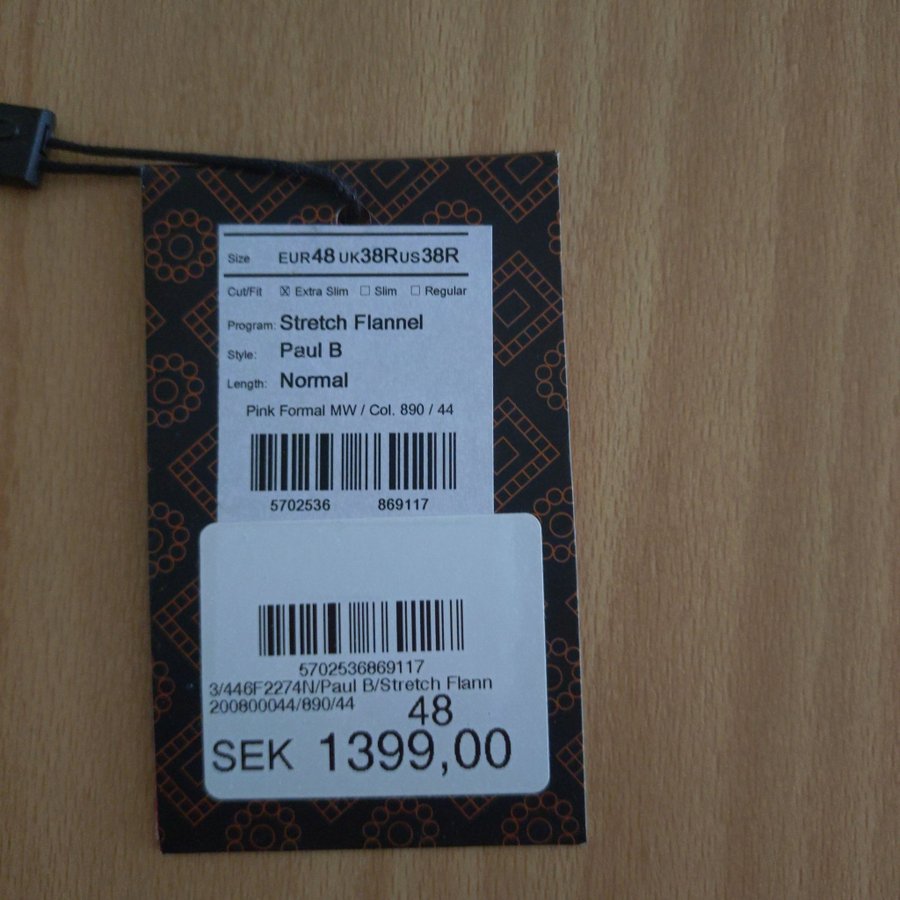 Size EUR48 UK38R US38R
Cut/Fit ☒ Extra Slim ☐ Slim ☐ Regular
Program: Stretch Flannel
Style: Paul B
Length: Normal
Pink Formal MW / Col. 890 / 44
5702536 869117
5702536869117
3/446F2274N/Paul B/Stretch Flann
200800044/890/44 48
SEK 1399,00